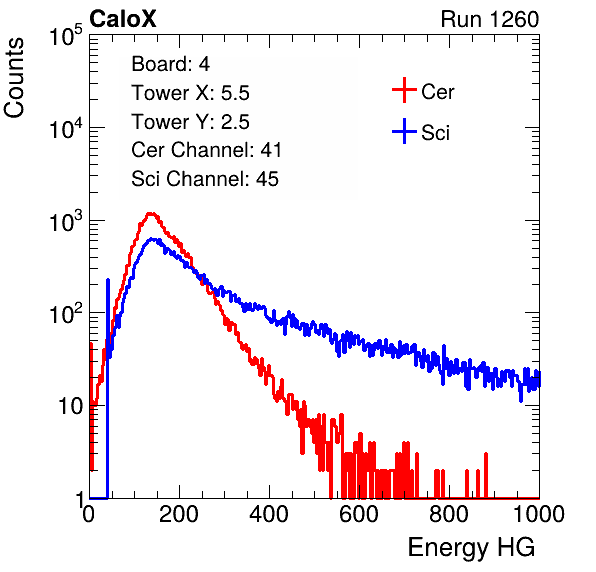 CaloX Run 1260
Counts
10^5
10^4
10^3
10^2
10
1
Board: 4
Tower X: 5.5
Tower Y: 2.5
Cer Channel: 41
Sci Channel: 45
Cer
Sci
0 200 400 600 800 1000
Energy HG